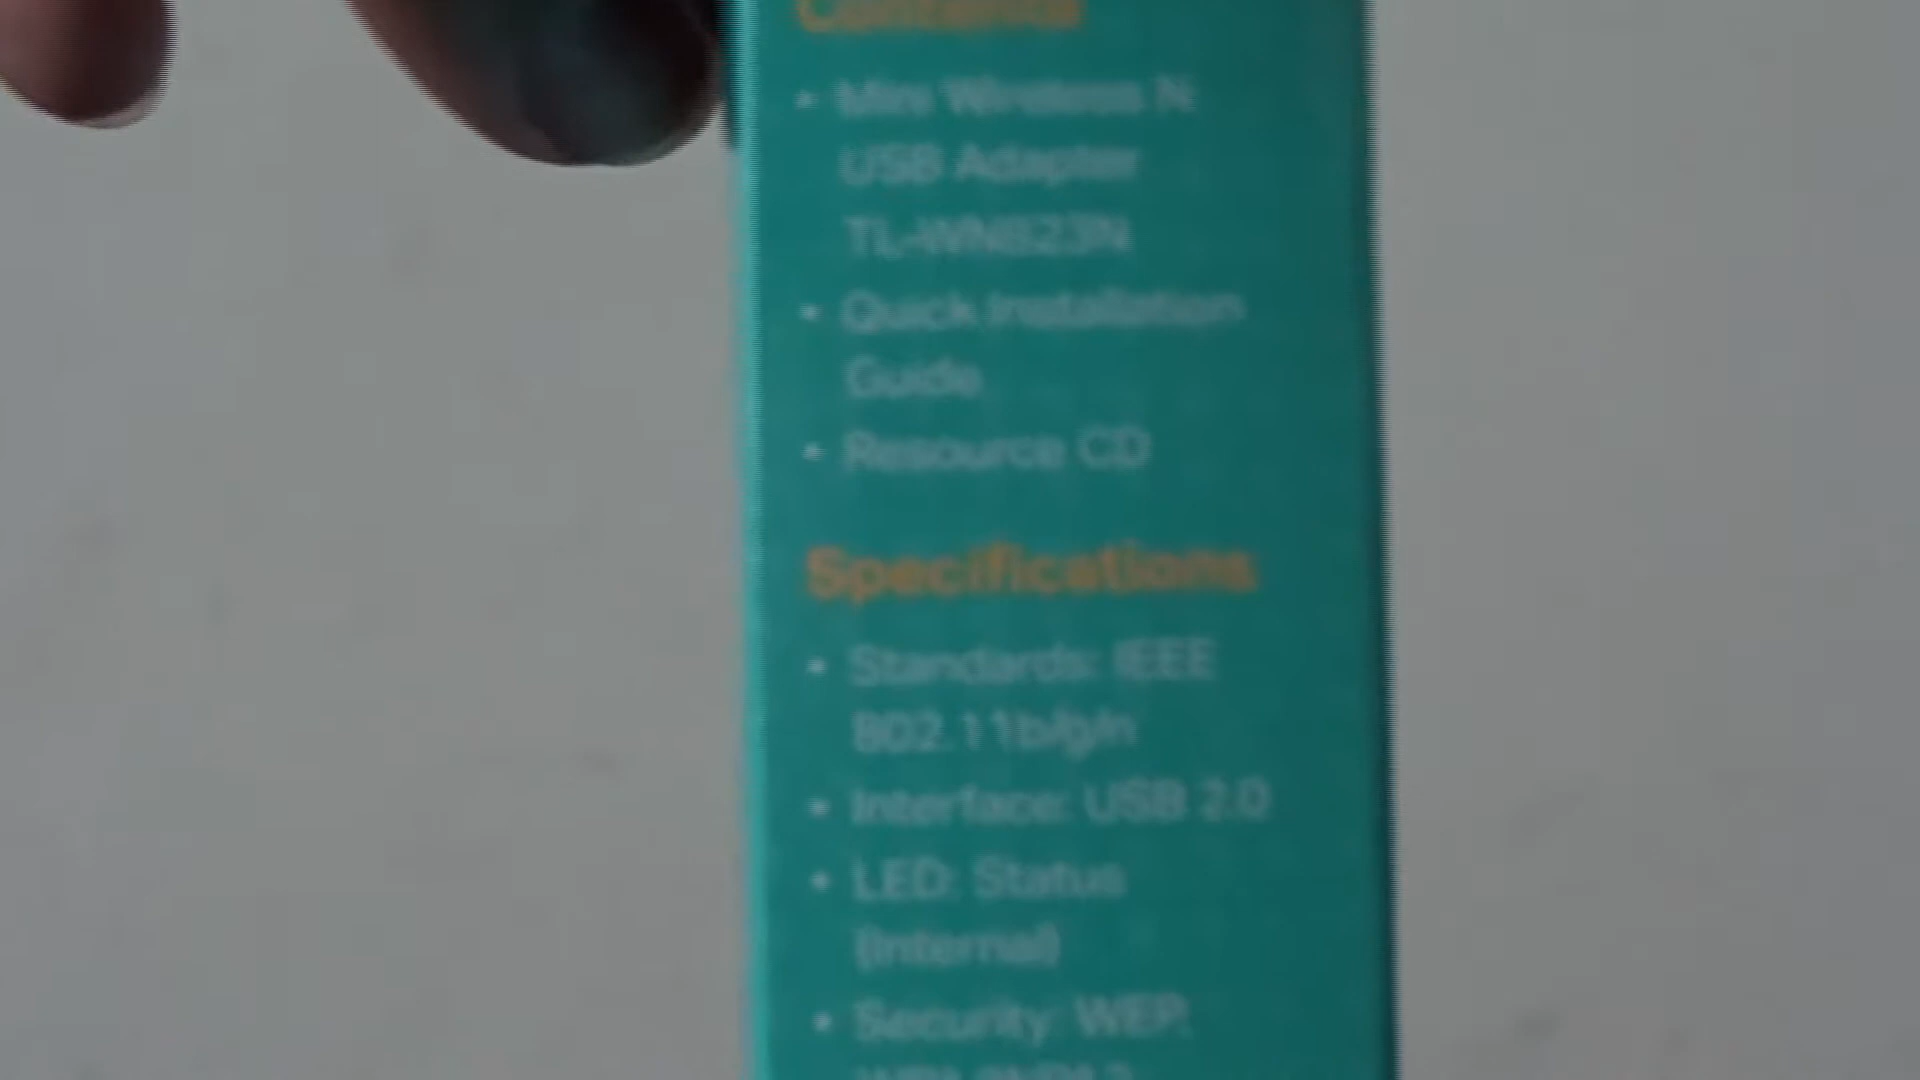 Contents
• Mini Wireless N
USB Adapter
TL-WN823N
• Quick Installation
Guide
• Resource CD
Specifications
• Standards: IEEE
802.11b/g/n
• Interface: USB 2.0
• LED: Status
(Internal)
• Security: WEP,